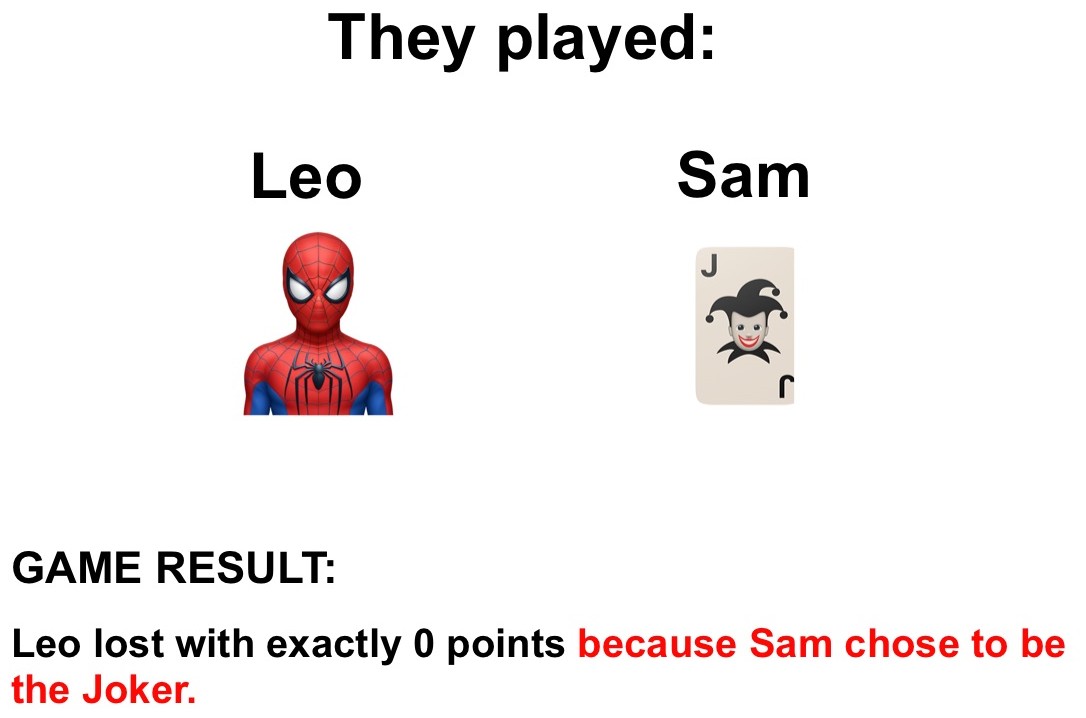 They played:
Leo Sam
J
J
GAME RESULT:
Leo lost with exactly 0 points because Sam chose to be
the Joker.